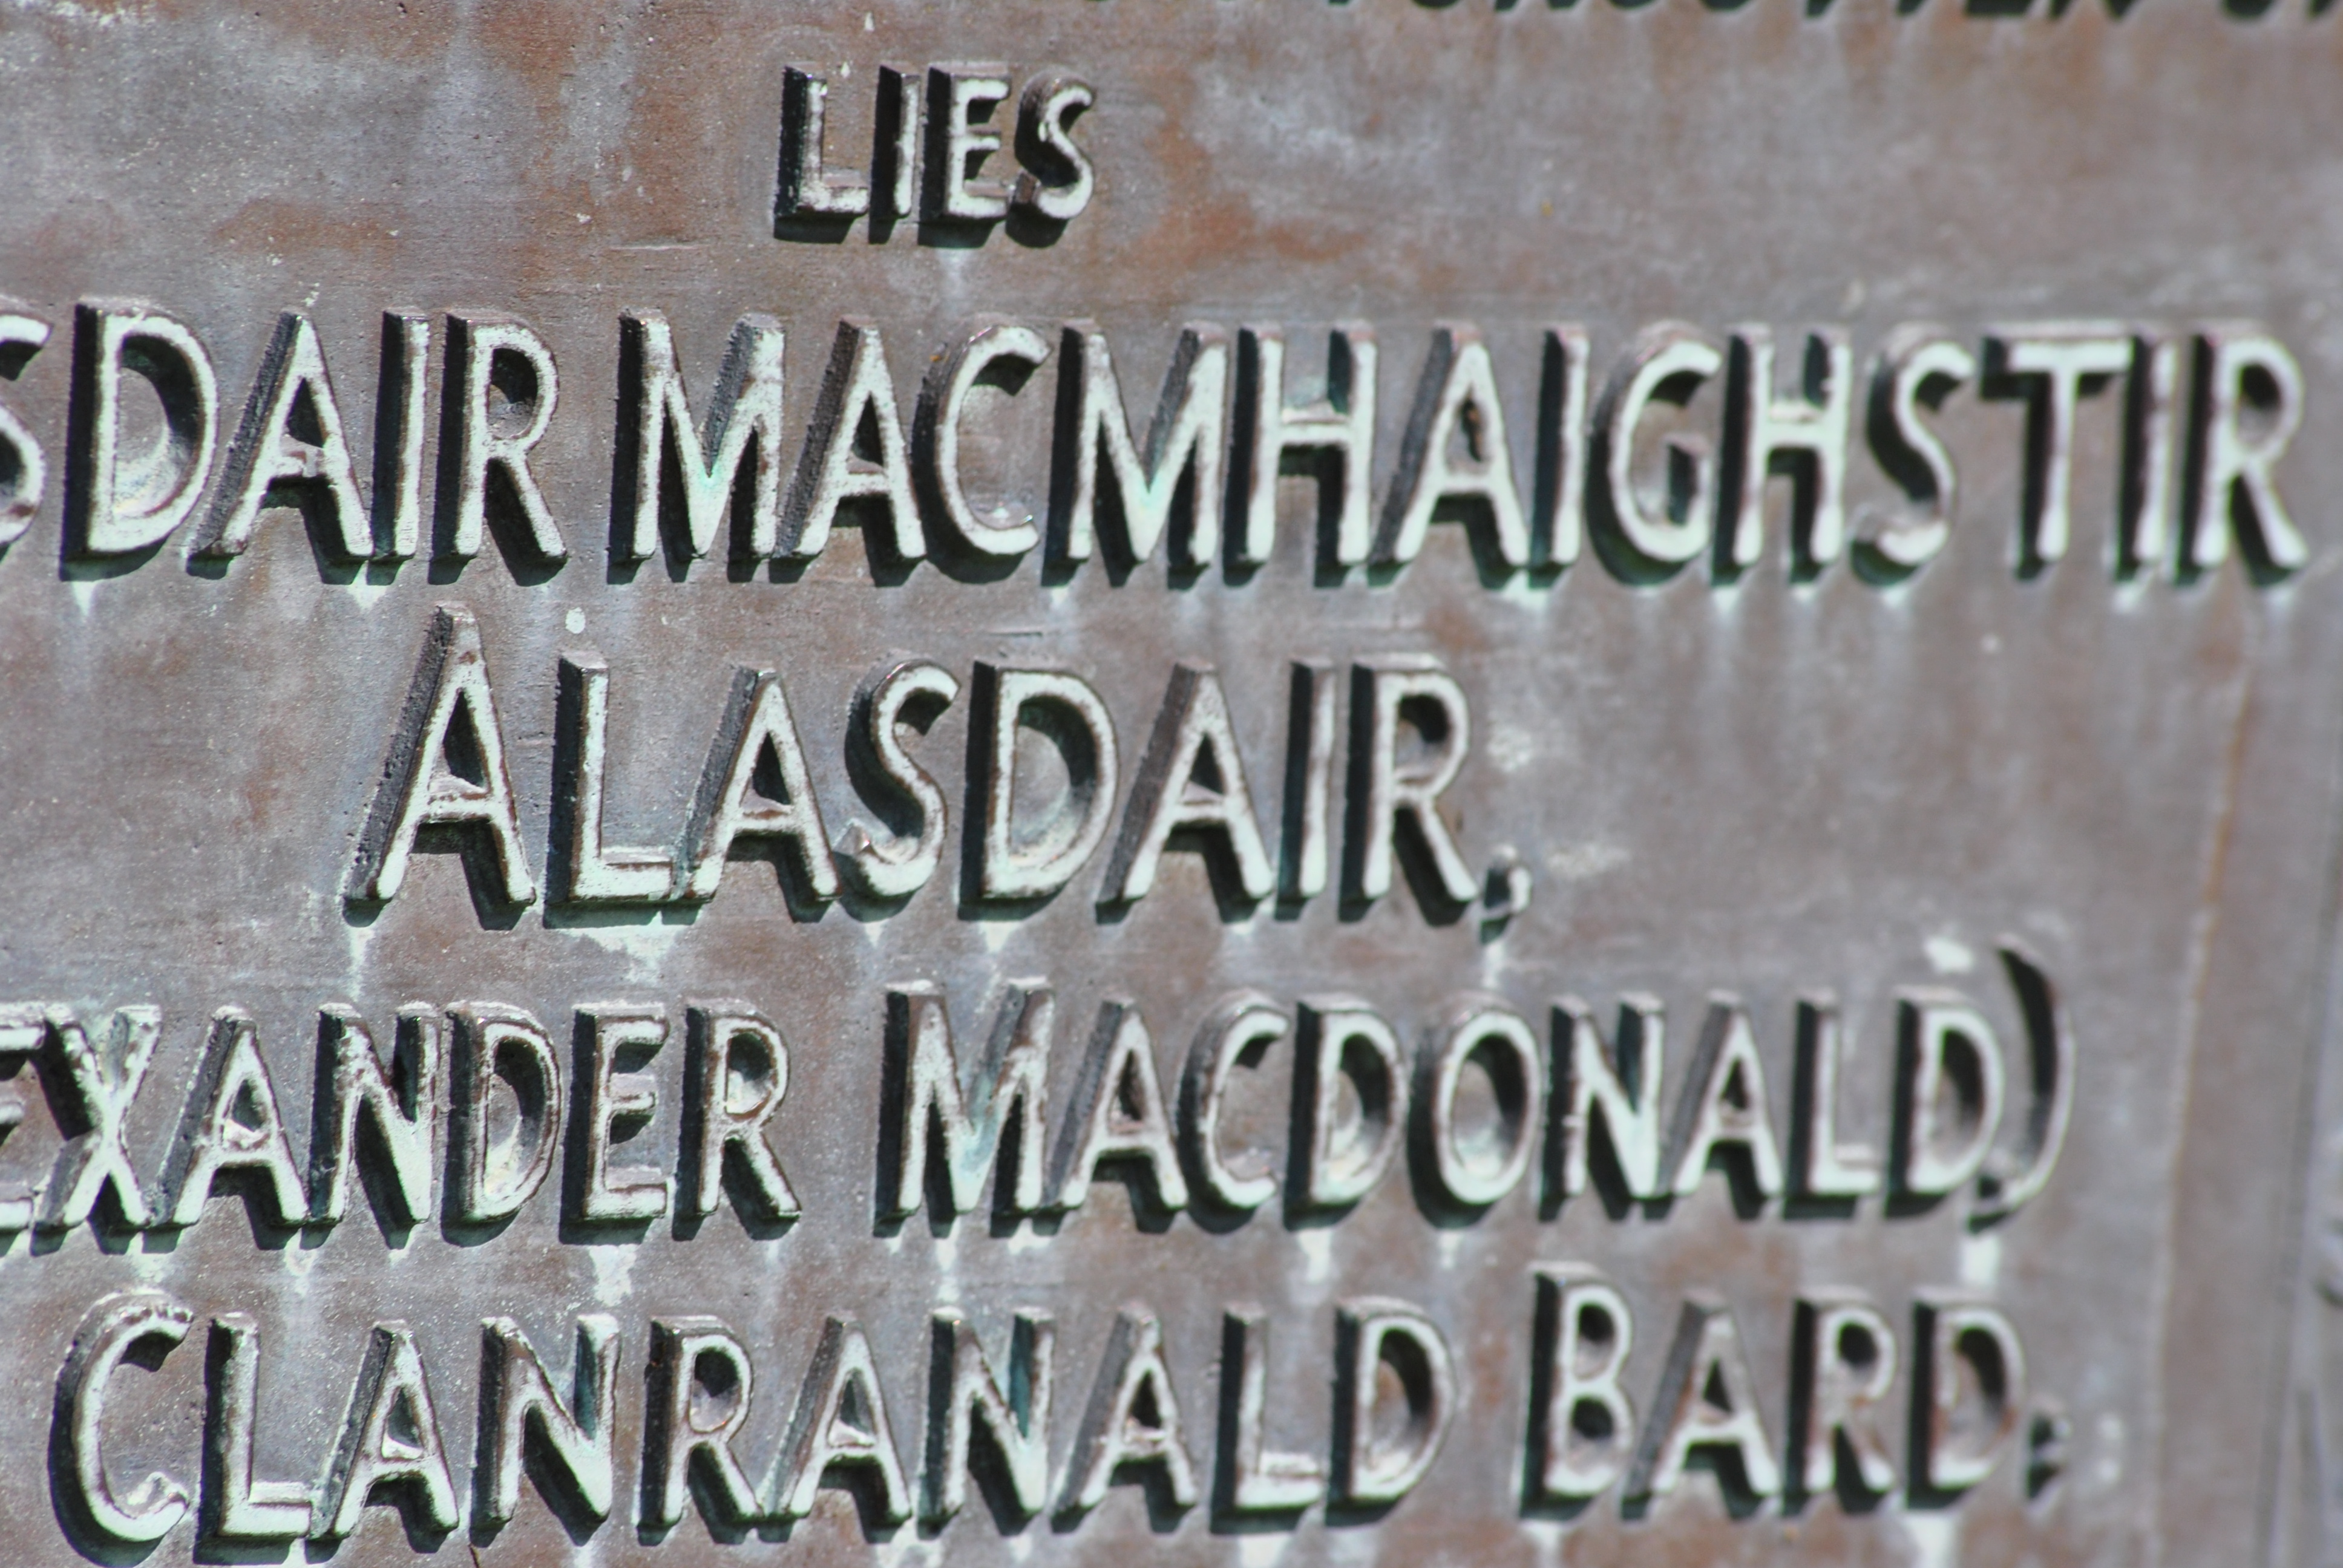 LIES
SDAIR MACMHAIGHSTIR
ALASDAIR,
EXANDER MACDONALD)
CLANRANALD BARD.